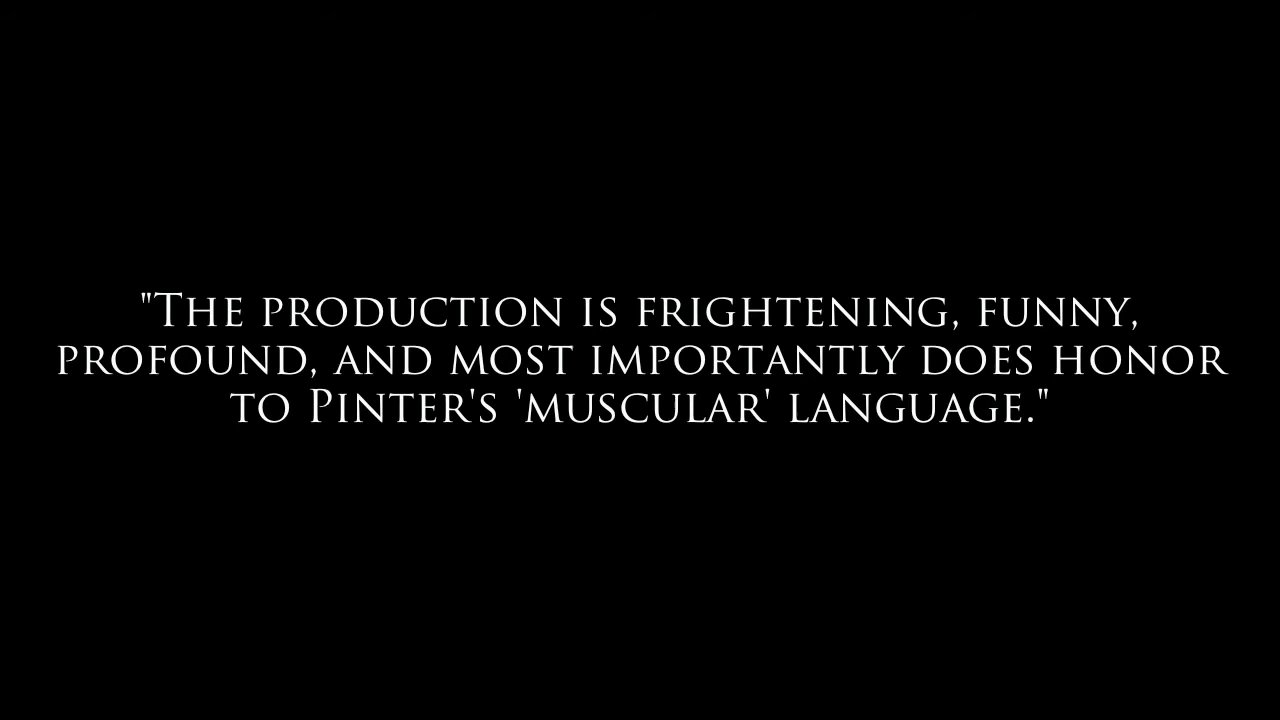 "The production is frightening, funny,
profound, and most importantly does honor
to Pinter's 'muscular' language."